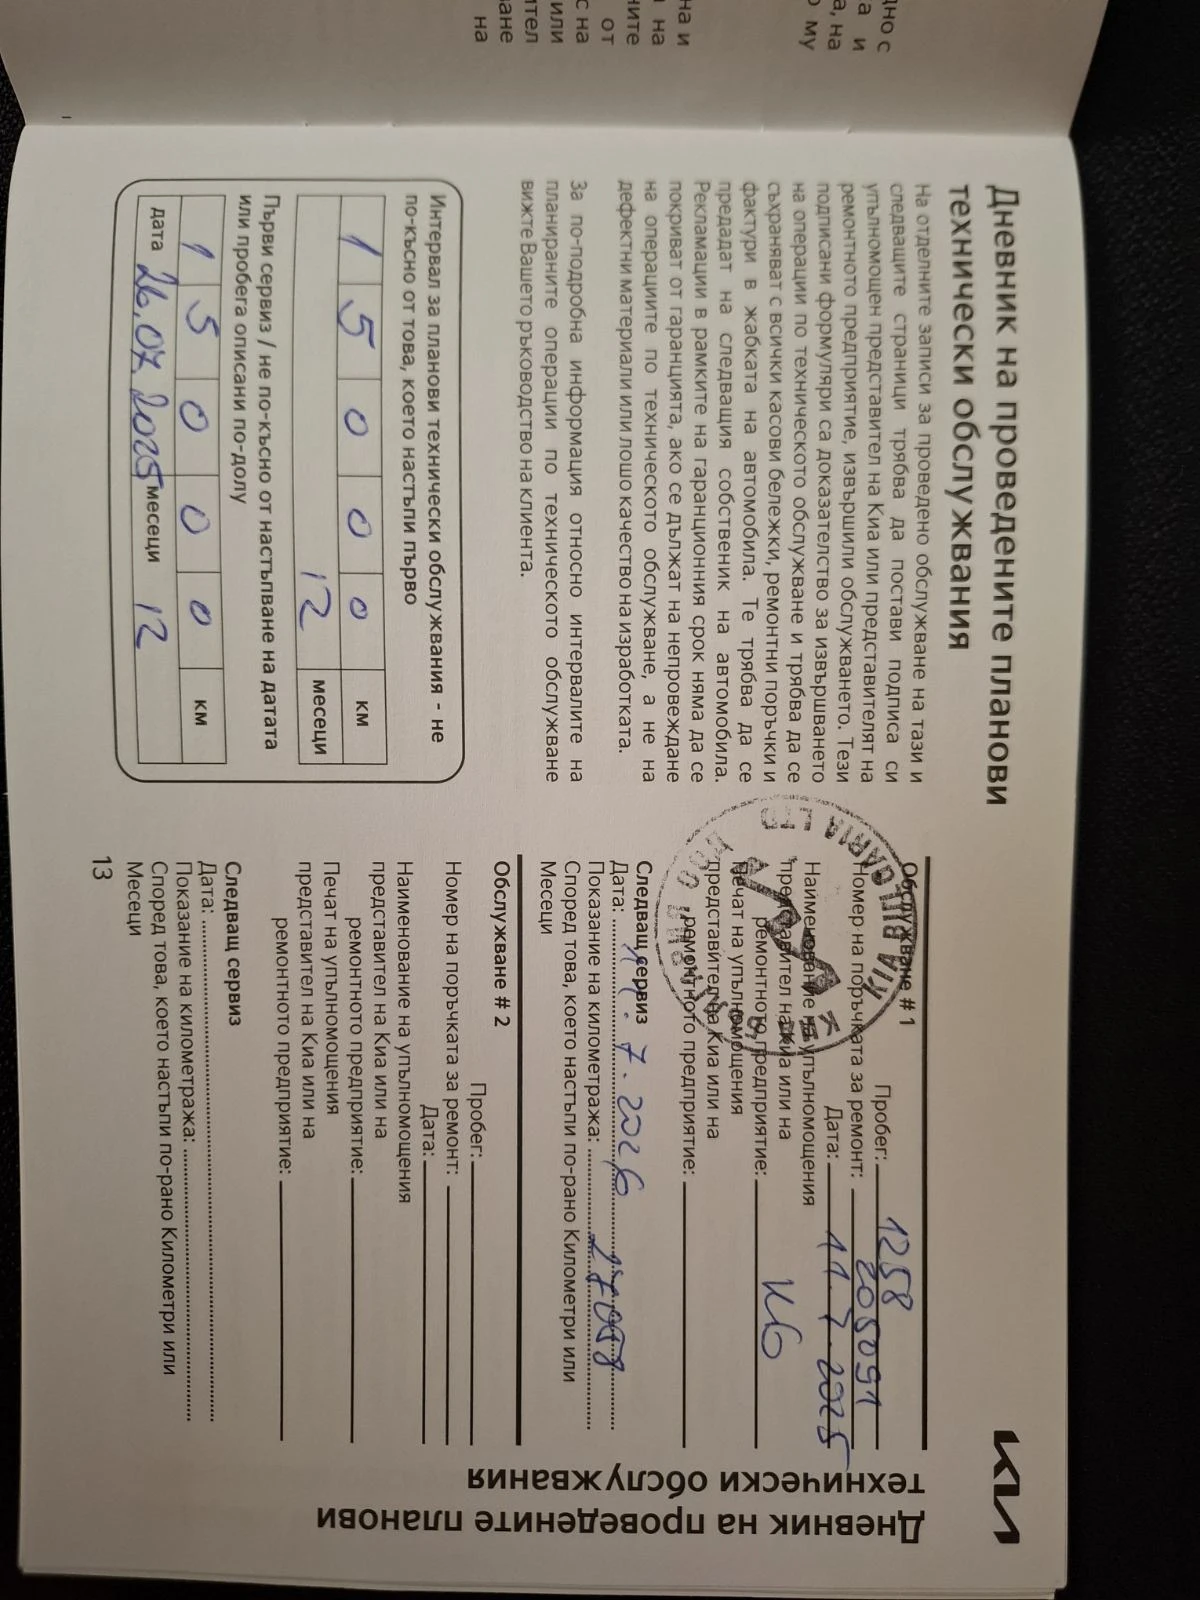 Дневник на проведените планови
технически обслужвания
На отделните записи за проведено обслужване на тази и
следващите страници трябва да постави подписа си
упълномощен представител на Киа или представителят на
ремонтното предприятие, извършили обслужването. Тези
подписани формуляри са доказателство за извършването
на операции по техническото обслужване и трябва да се
съхраняват с всички касови бележки, ремонтни поръчки и
фактури в жабката на автомобила. Те трябва да се
предадат на следващия собственик на автомобила.
Рекламации в рамките на гаранционния срок няма да се
покриват от гаранцията, ако се дължат на непровеждане
на операциите по техническото обслужване, а не на
дефектни материали или лошо качество на изработката.
За по-подробна информация относно интервалите на
планираните операции по техническото обслужване
вижте Вашето ръководство на клиента.
Интервал за планови технически обслужвания - не
по-късно от това, което настъпи първо
1 5 0 0 0 км
12 месеци
Първи сервиз / не по-късно от настъпване на датата
или пробега описани по-долу
1 5 0 0 0 км
дата 26.07.2025 месеци 12
Обслужване # 1
Пробег: 1258
Номер на поръчката за ремонт: 205091
Дата: 11.7.2025
Наименование на упълномощения
представител на Киа или на
ремонтното предприятие: КБ
Печат на упълномощения
представител на Киа или на
ремонтното предприятие:
KIA BULGARIA LTD
Следващ сервиз
Дата: 11.7.2026
Показание на километража:
Според това, което настъпи по-рано Километри или
Месеци
Обслужване # 2
Пробег:
Номер на поръчката за ремонт:
Дата:
Наименование на упълномощения
представител на Киа или на
ремонтното предприятие:
Печат на упълномощения
представител на Киа или на
ремонтното предприятие:
Следващ сервиз
Дата:
Показание на километража:
Според това, което настъпи по-рано Километри или
Месеци
13
KIA
Дневник на проведените планови
технически обслужвания